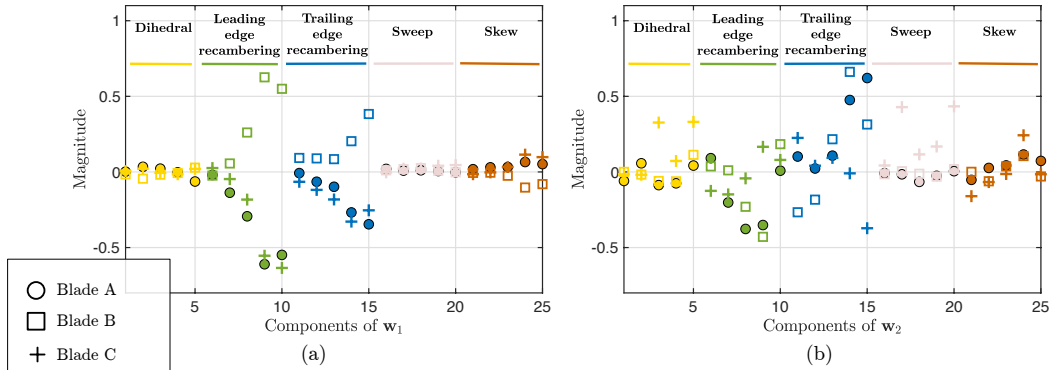 Dihedral
Leading
edge
recambering
Trailing
edge
recambering
Sweep
Skew
1
0.5
0
-0.5
Magnitude
5
10
15
20
25
Components of w₁
(a)
Dihedral
Leading
edge
recambering
Trailing
edge
recambering
Sweep
Skew
1
0.5
0
-0.5
Magnitude
5
10
15
20
25
Components of w₂
(b)
Blade A
Blade B
Blade C